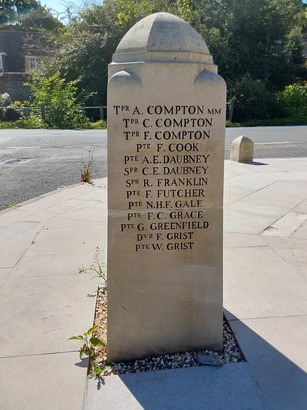 TPR A. COMPTON MM
TPR C. COMPTON
TPR F. COMPTON
PTE F. COOK
PTE A.E. DAUBNEY
SPR C.E. DAUBNEY
SPR R. FRANKLIN
PTE F. FUTCHER
PTE N.H.F. GALE
PTE F.C. GRACE
PTE G. GREENFIELD
DVR F. GRIST
PTE W. GRIST